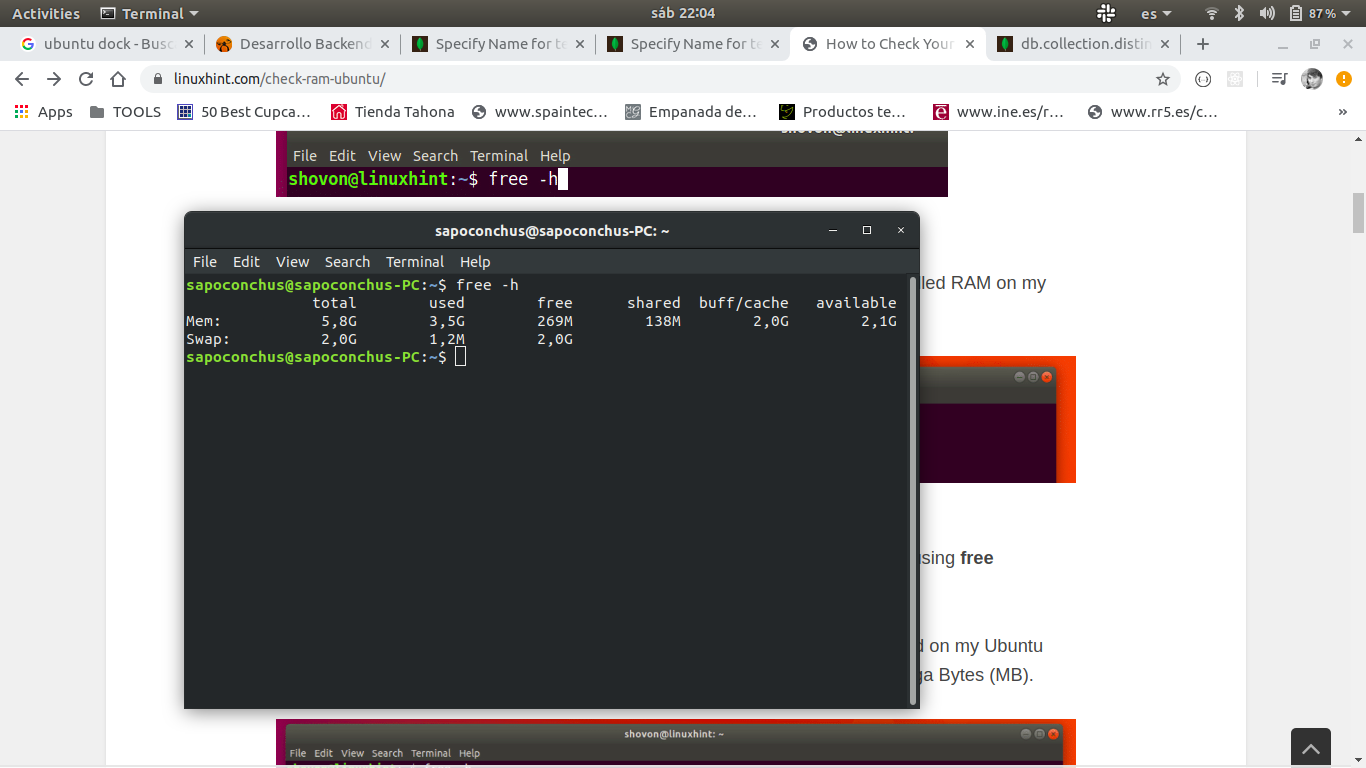 Activities Terminal sáb 22:04 es 87%
ubuntu dock - Busc Desarrollo Backend Specify Name for te Specify Name for te How to Check Your db.collection.distin
linuxhint.com/check-ram-ubuntu/
Apps TOOLS 50 Best Cupca... Tienda Tahona www.spaintec... Empanada de... Productos te... www.ine.es/r... www.rr5.es/c... »
shovon@linuxhint:
File Edit View Search Terminal Help
shovon@linuxhint:~$ free -h
sapoconchus@sapoconchus-PC: ~
File Edit View Search Terminal Help
sapoconchus@sapoconchus-PC:~$ free -h
total used free shared buff/cache available
Mem: 5,8G 3,5G 269M 138M 2,0G 2,1G
Swap: 2,0G 1,2M 2,0G
sapoconchus@sapoconchus-PC:~$
led RAM on my
using free
d on my Ubuntu
ga Bytes (MB).
shovon@linuxhint: ~
File Edit View Search Terminal Help